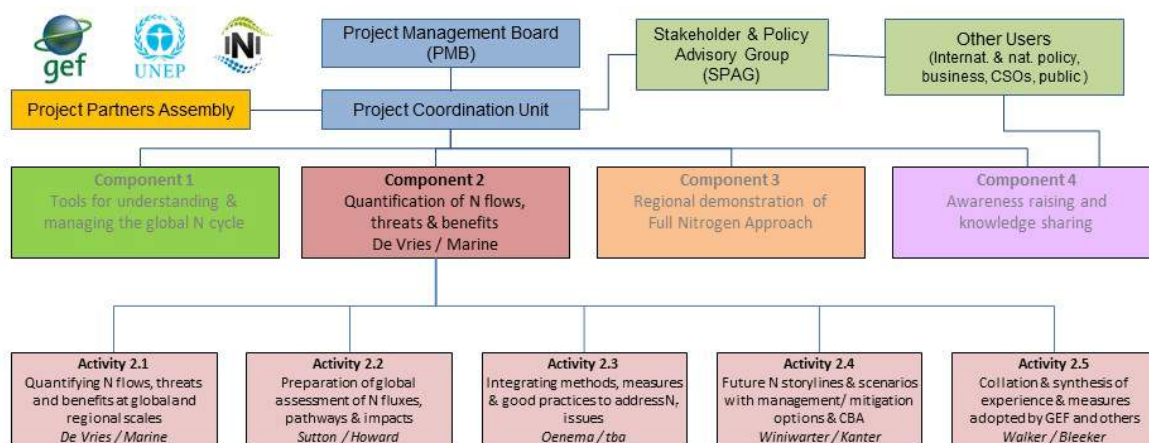 gef
UNEP
iNi
Project Management Board
(PMB)
Stakeholder & Policy
Advisory Group
(SPAG)
Other Users
(Internat. & nat. policy,
business, CSOs, public )
Project Partners Assembly
Project Coordination Unit
Component 1
Tools for understanding &
managing the global N cycle
Component 2
Quantification of N flows,
threats & benefits
De Vries / Marine
Component 3
Regional demonstration of
Full Nitrogen Approach
Component 4
Awareness raising and
knowledge sharing
Activity 2.1
Quantifying N flows, threats
and benefits at global and
regional scales
De Vries / Marine
Activity 2.2
Preparation of global
assessment of N fluxes,
pathways & impacts
Sutton / Howard
Activity 2.3
Integrating methods, measures
& good practices to address Nr
issues
Oenema / tba
Activity 2.4
Future N storylines & scenarios
with management/ mitigation
options & CBA
Winiwarter / Kanter
Activity 2.5
Collation & synthesis of
experience & measures
adopted by GEF and others
Walker / Bleeker